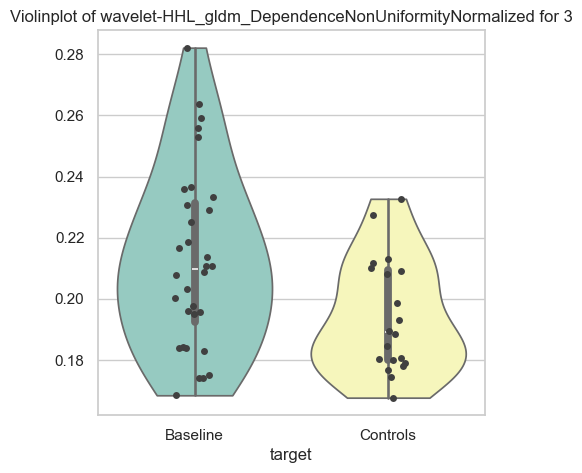 Violinplot of wavelet-HHL_gldm_DependenceNonUniformityNormalized for 3
0.28
0.26
0.24
0.22
0.20
0.18
Baseline Controls
target